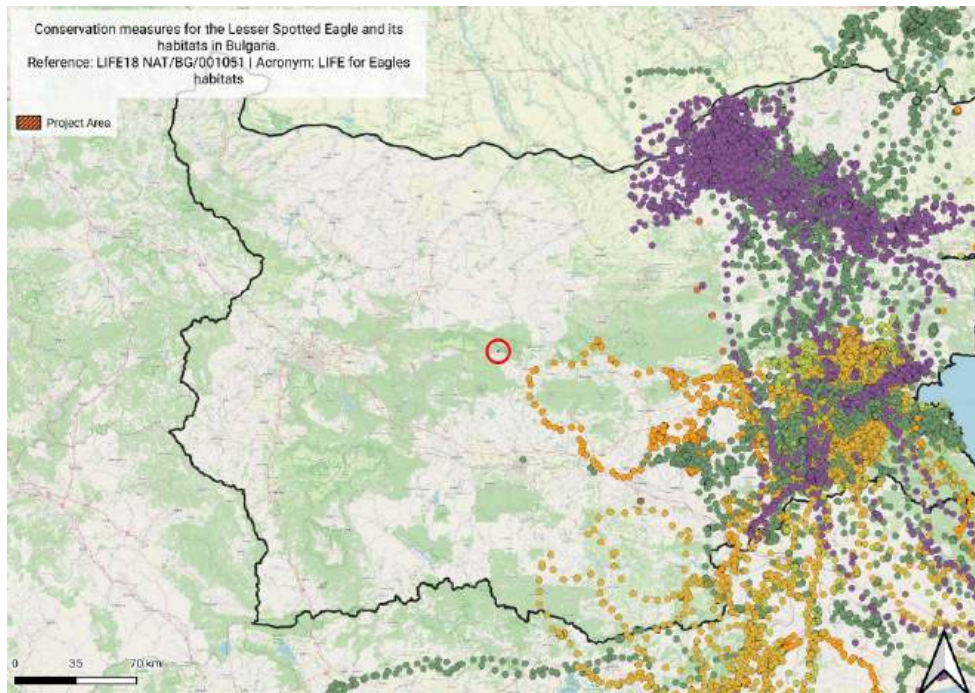 Conservation measures for the Lesser Spotted Eagle and its
habitats in Bulgaria.
Reference: LIFE18 NAT/BG/001051 | Acronym: LIFE for Eagles
habitats
Project Area
0 35 70 km